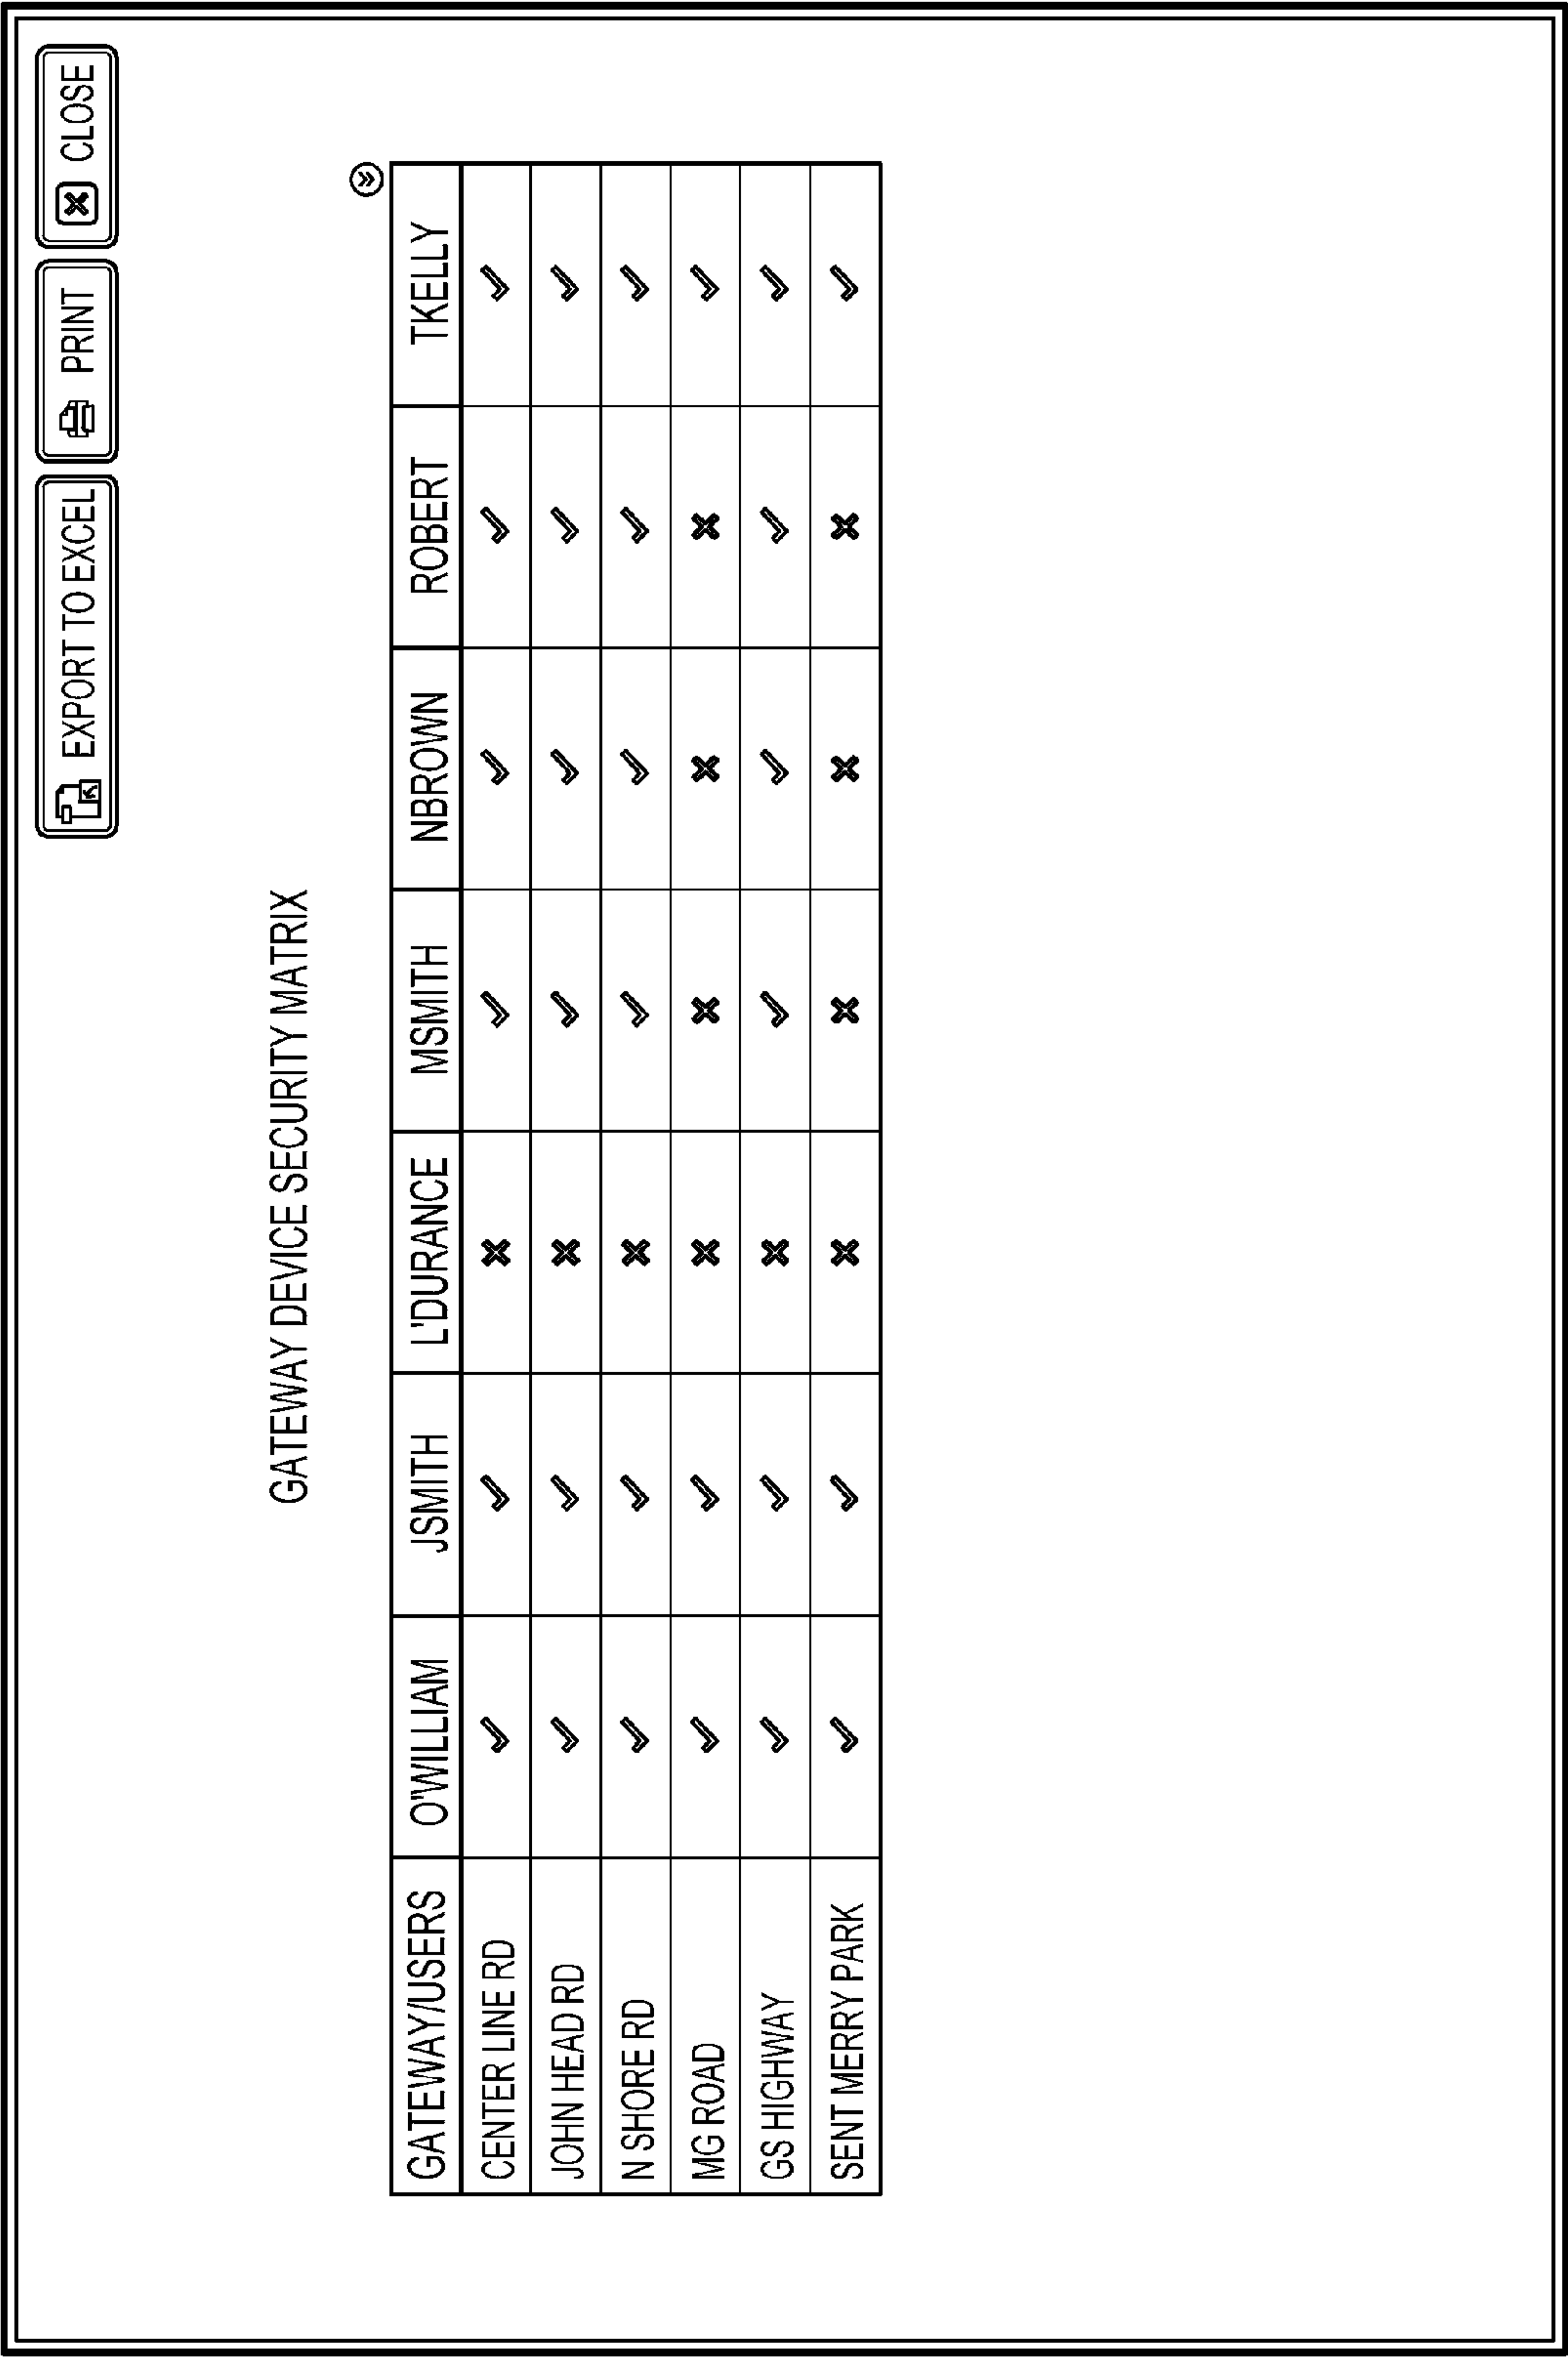 EXPORT TO EXCEL PRINT CLOSE
GATEWAY DEVICE SECURITY MATRIX
GATEWAY/USERS O'WILLIAM JSMITH L'DURANCE MSMITH NBROWN ROBERT TKELLY
CENTER LINE RD
JOHN HEAD RD
N SHORE RD
MG ROAD
GS HIGHWAY
SENT MERRY PARK